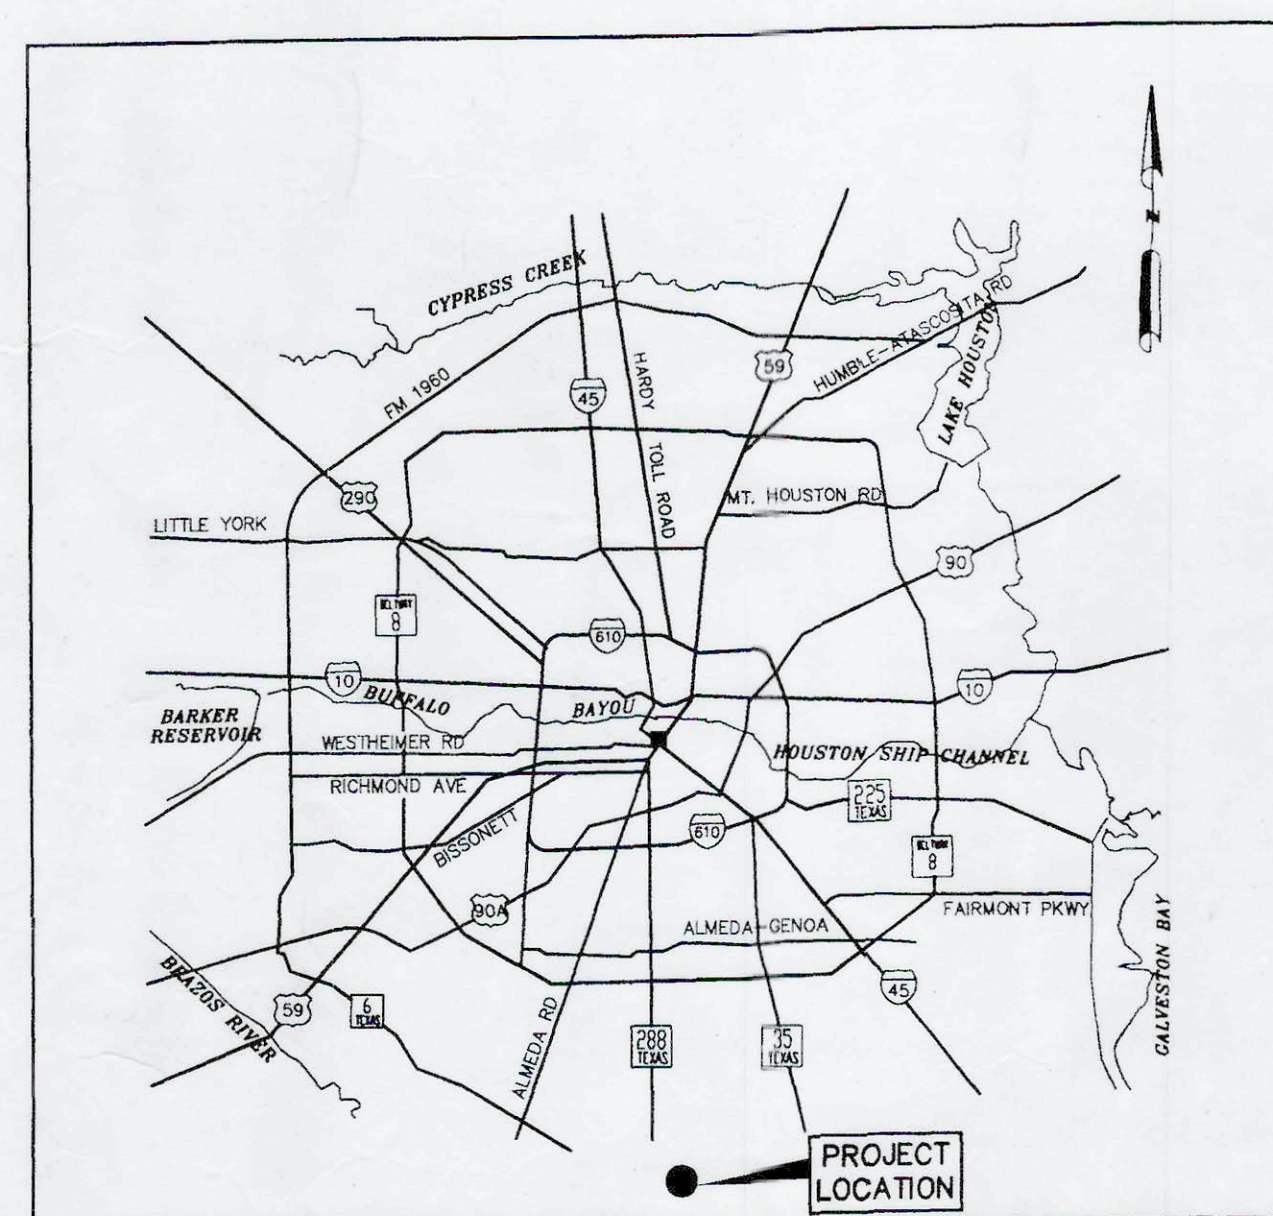 N
CYPRESS CREEK
HUMBLE-ATASCOSITA RD
FM 1960
HARDY
TOLL ROAD
59
45
LAKE HOUSTON
290
MT. HOUSTON RD
LITTLE YORK
90
BELTWAY
8
610
10
10
BUFFALO
BAYOU
BARKER
RESERVOIR
WESTHEIMER RD
HOUSTON SHIP CHANNEL
RICHMOND AVE
225
TEXAS
BISSONETT
610
BELTWAY
8
90A
FAIRMONT PKWY
ALMEDA-GENOA
GALVESTON BAY
BRAZOS RIVER
59
6
TEXAS
45
ALMEDA RD
288
TEXAS
35
TEXAS
PROJECT
LOCATION